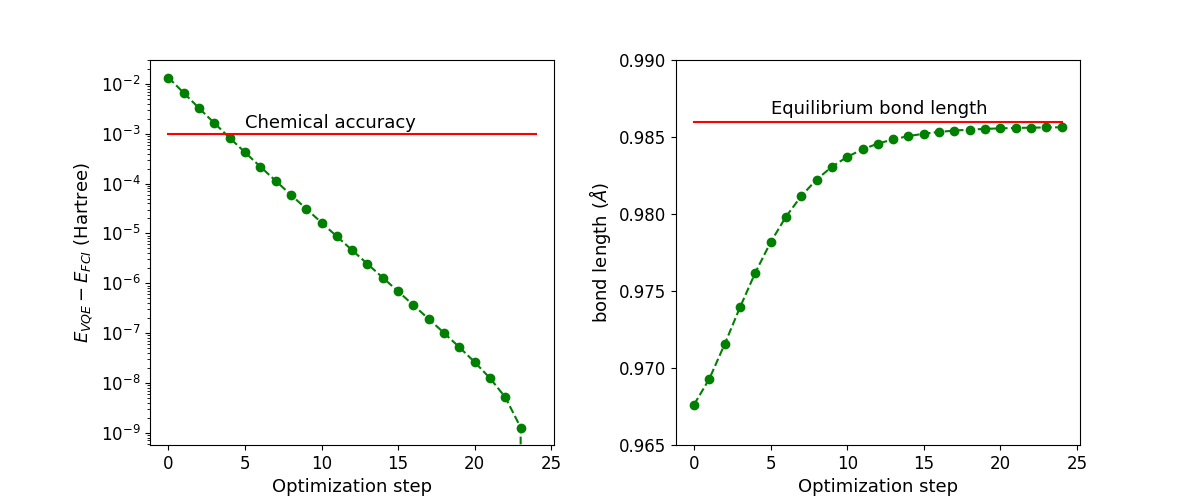 10⁻²
10⁻³
10⁻⁴
10⁻⁵
10⁻⁶
10⁻⁷
10⁻⁸
10⁻⁹
E_VQE − E_FCI (Hartree)
Chemical accuracy
0 5 10 15 20 25
Optimization step
0.990
0.985
0.980
0.975
0.970
0.965
bond length (Å)
Equilibrium bond length
0 5 10 15 20 25
Optimization step